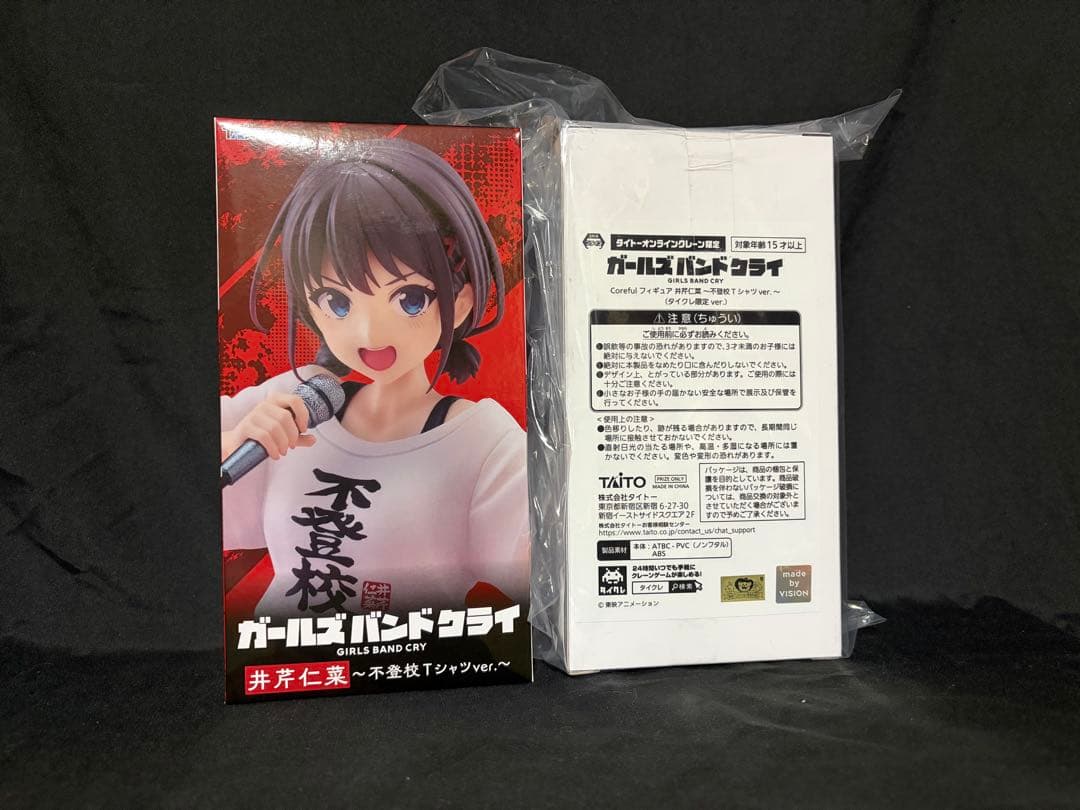 不登校
井芹
仁菜
ガールズバンドクライ
GIRLS BAND CRY
井芹仁菜 ～不登校Tシャツver.～
タイトーオンラインクレーン限定 対象年齢15才以上
ガールズバンドクライ
GIRLS BAND CRY
Coreful フィギュア 井芹仁菜 ～不登校Tシャツver.～
（タイクレ限定ver.）
⚠注意(ちゅうい)
ご使用前に必ずお読みください。
●誤飲等の事故の恐れがありますので、3才未満のお子様には
絶対に与えないでください。
●絶対に本製品をなめたり口に含んだりしないでください。
●デザイン上、とがっている部分があります。ご使用の際には
十分ご注意ください。
●小さなお子様の手の届かない安全な場所で展示及び保管を
行ってください。
<使用上の注意>
●色移りしたり、跡が残る場合がありますので、長期間同じ
場所に接触させておかないでください。
●直射日光の当たる場所や、高温・多湿になる場所には置
かないでください。変色や変形の恐れがあります。
TAITO PRIZE ONLY
MADE IN CHINA
株式会社タイトー
東京都新宿区新宿6-27-30
新宿イーストサイドスクエア2F
株式会社タイトーお客様相談センター
https://www.taito.co.jp/contact_us/chat_support
パッケージは、商品の梱包と保
護を目的としています。商品破
損を伴わないパッケージ破損に
ついては、商品交換の対象外と
させていただく場合がございま
すので予めご了承ください。
製品素材 本体：ATBC-PVC（ノンフタル）
ABS
タイクレ
24時間いつでも手軽に
クレーンゲームが楽しめる!
タイクレ 検索
made
by
VISION
©東映アニメーション